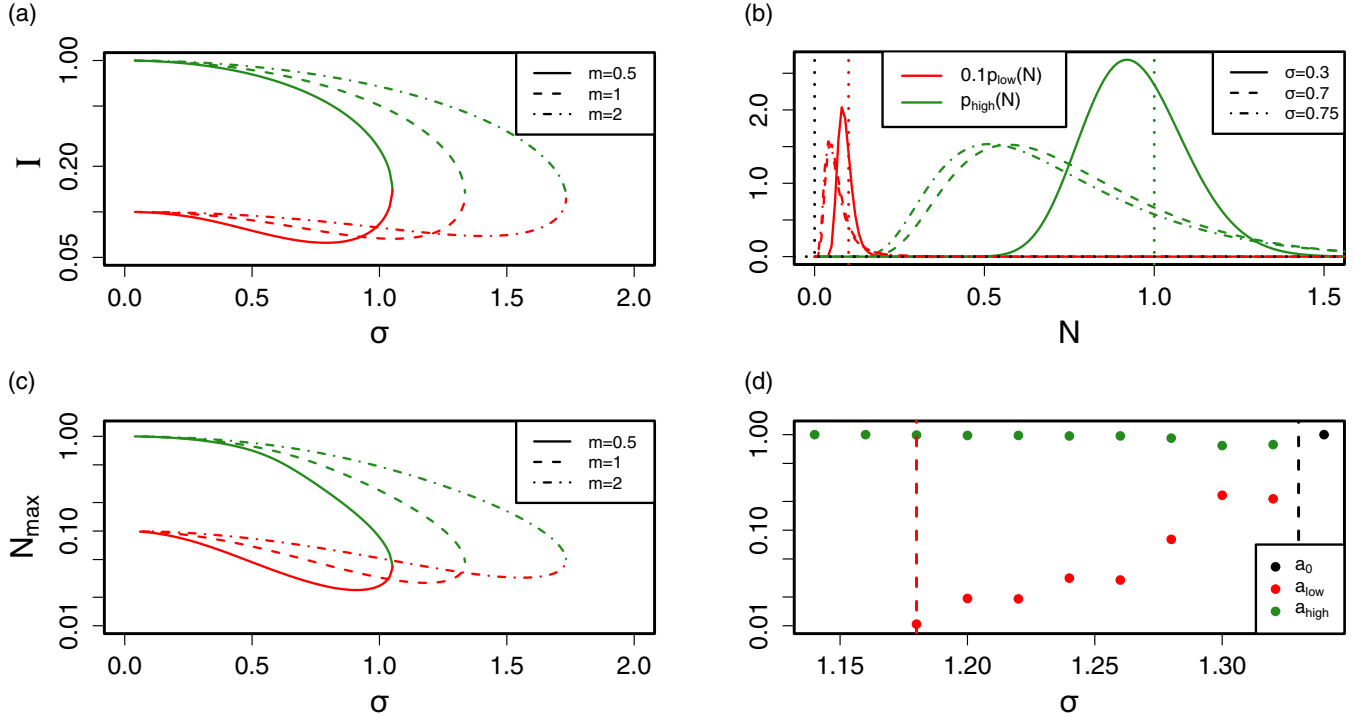 (a)
1.00
0.20
0.05
I
0.0 0.5 1.0 1.5 2.0
σ
m=0.5
m=1
m=2
(b)
2.0
1.0
0.0
0.0 0.5 1.0 1.5
N
0.1p_low(N)
p_high(N)
σ=0.3
σ=0.7
σ=0.75
(c)
1.00
0.10
0.01
N_max
0.0 0.5 1.0 1.5 2.0
σ
m=0.5
m=1
m=2
(d)
1.00
0.10
0.01
1.15 1.20 1.25 1.30
σ
a_0
a_low
a_high